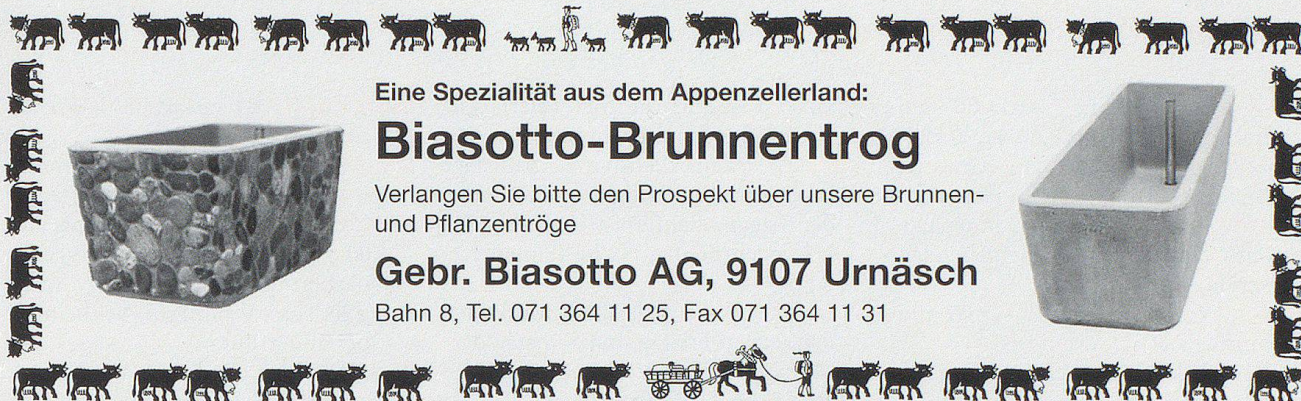 Eine Spezialität aus dem Appenzellerland:
Biasotto-Brunnentrog
Verlangen Sie bitte den Prospekt über unsere Brunnen-
und Pflanzentröge
Gebr. Biasotto AG, 9107 Urnäsch
Bahn 8, Tel. 071 364 11 25, Fax 071 364 11 31